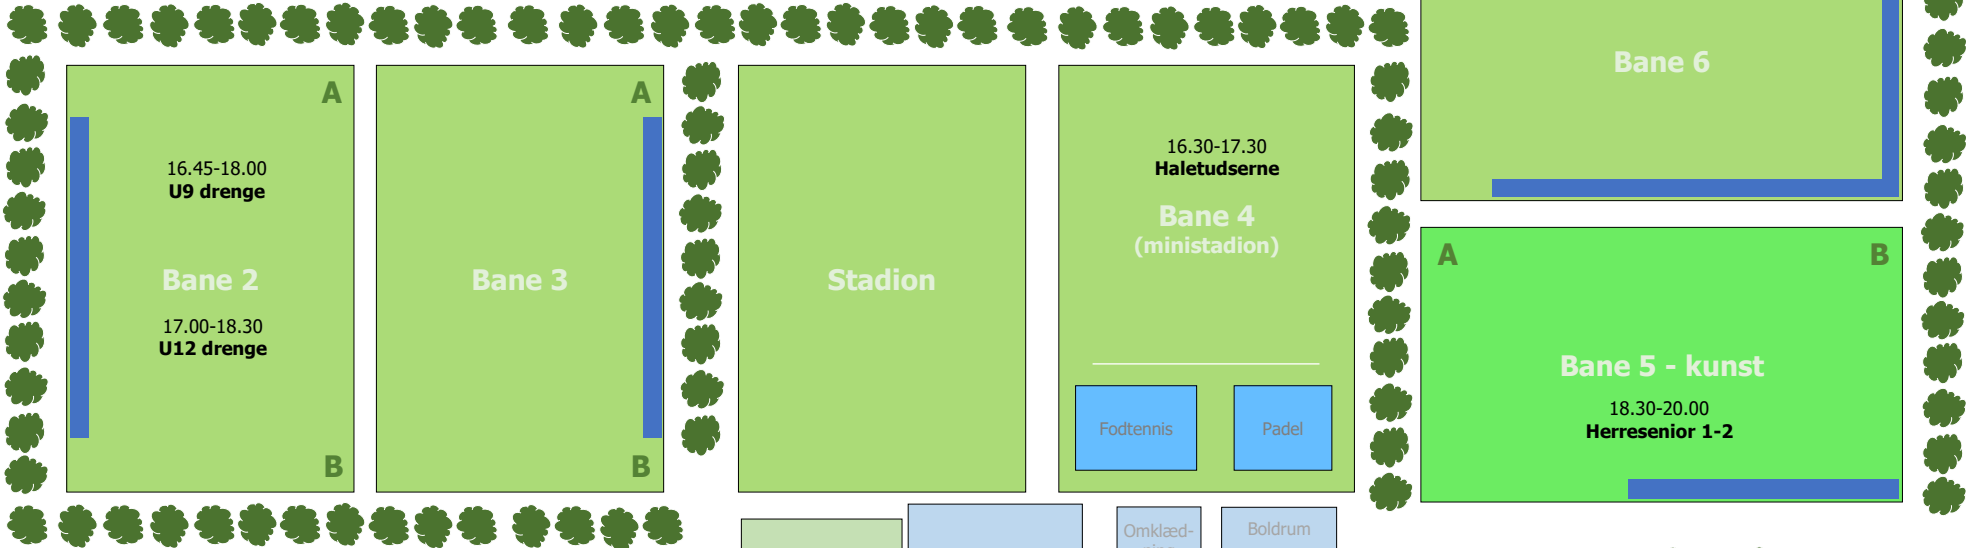 A
16.45-18.00
U9 drenge
Bane 2
17.00-18.30
U12 drenge
B
A
Bane 3
B
Stadion
16.30-17.30
Haletudserne
Bane 4
(ministadion)
Fodtennis
Padel
Omklæd-
Boldrum
Bane 6
A
B
Bane 5 - kunst
18.30-20.00
Herresenior 1-2